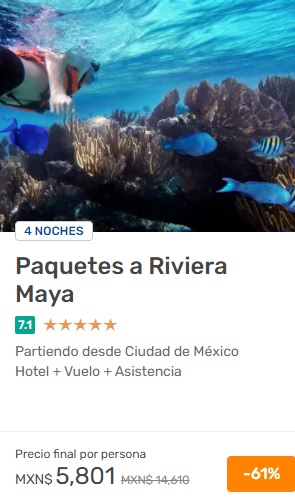 4 NOCHES
Paquetes a Riviera
Maya
7.1
Partiendo desde Ciudad de México
Hotel + Vuelo + Asistencia
Precio final por persona
MXN$ 5,801 MXN$ 14,610
-61%